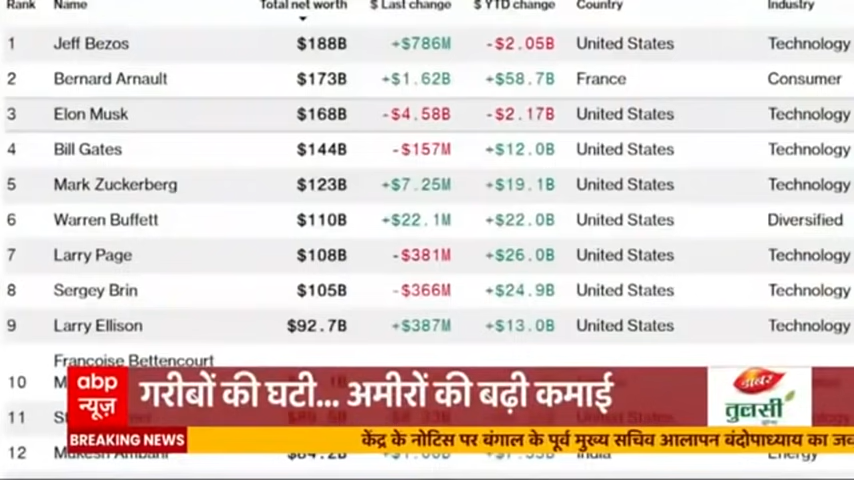 Rank Name Total net worth $ Last change $ YTD change Country Industry
1 Jeff Bezos $188B +$786M -$2.05B United States Technology
2 Bernard Arnault $173B +$1.62B +$58.7B France Consumer
3 Elon Musk $168B -$4.58B -$2.17B United States Technology
4 Bill Gates $144B -$157M +$12.0B United States Technology
5 Mark Zuckerberg $123B +$7.25M +$19.1B United States Technology
6 Warren Buffett $110B +$22.1M +$22.0B United States Diversified
7 Larry Page $108B -$381M +$26.0B United States Technology
8 Sergey Brin $105B -$366M +$24.9B United States Technology
9 Larry Ellison $92.7B +$387M +$13.0B United States Technology
Francoise Bettencourt
10
11
12 Mukesh Ambani $84.2B India Energy
abp
न्यूज़
गरीबों की घटी... अमीरों की बढ़ी कमाई
डाबर
तुलसी
BREAKING NEWS
केंद्र के नोटिस पर बंगाल के पूर्व मुख्य सचिव आलापन बंदोपाध्याय का जव